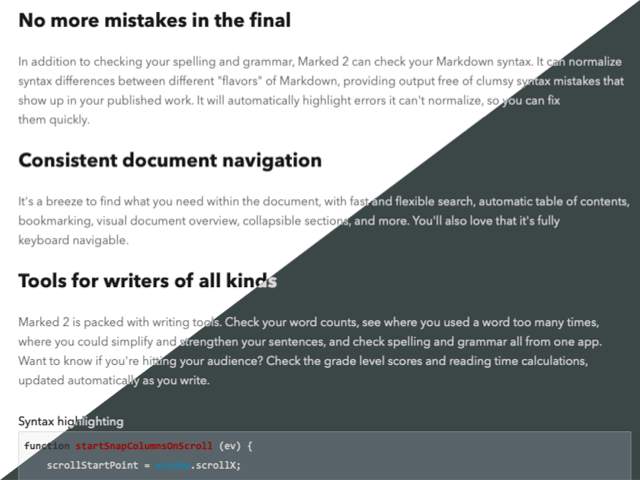 No more mistakes in the final
In addition to checking your spelling and grammar, Marked 2 can check your Markdown syntax. It can normalize
syntax differences between different "flavors" of Markdown, providing output free of clumsy syntax mistakes that
show up in your published work. It will automatically highlight errors it can't normalize, so you can fix
them quickly.
Consistent document navigation
It's a breeze to find what you need within the document, with fast and flexible search, automatic table of contents,
bookmarking, visual document overview, collapsible sections, and more. You'll also love that it's fully
keyboard navigable.
Tools for writers of all kinds
Marked 2 is packed with writing tools. Check your word counts, see where you used a word too many times,
where you could simplify and strengthen your sentences, and check spelling and grammar all from one app.
Want to know if you're hitting your audience? Check the grade level scores and reading time calculations,
updated automatically as you write.
Syntax highlighting
function startSnapColumnsOnScroll (ev) {
scrollStartPoint = window.scrollX;